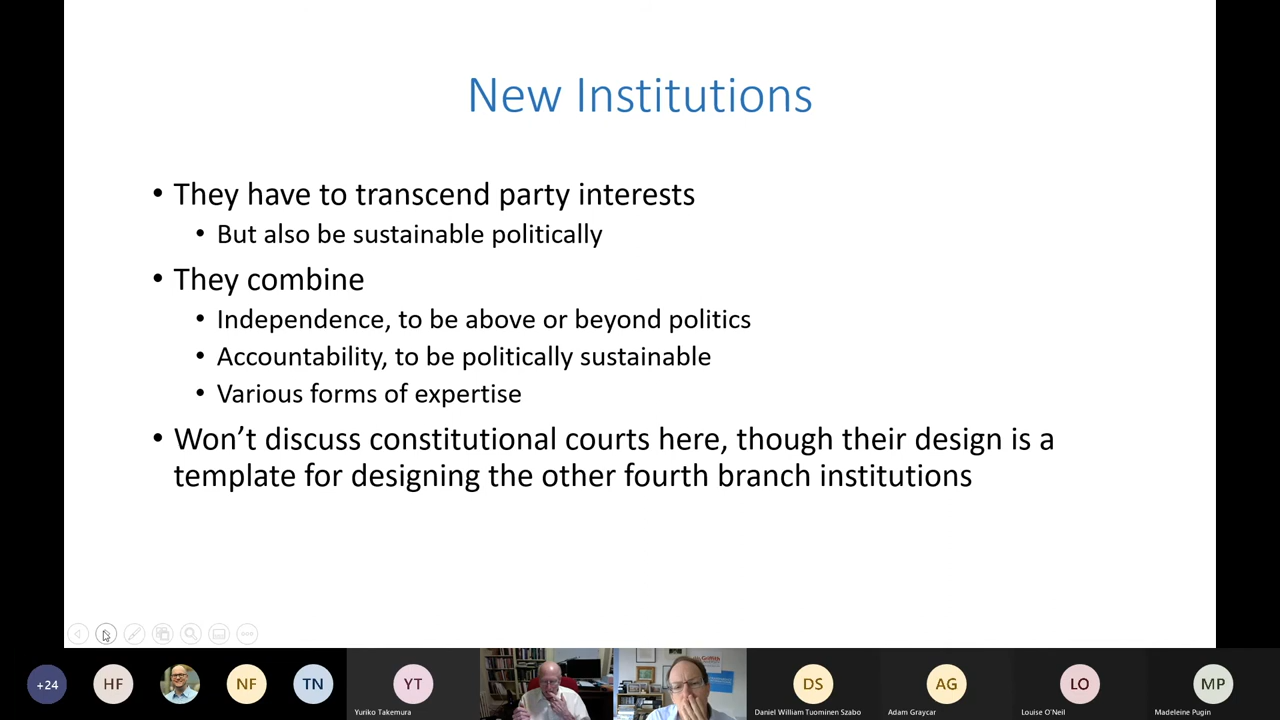 New Institutions
• They have to transcend party interests
• But also be sustainable politically
• They combine
• Independence, to be above or beyond politics
• Accountability, to be politically sustainable
• Various forms of expertise
• Won’t discuss constitutional courts here, though their design is a
template for designing the other fourth branch institutions
+24
HF
NF
TN
YT
Yuriko Takemura
Griffith
DS
Daniel William Tuominen Szabo
AG
Adam Graycar
LO
Louise O'Neil
MP
Madeleine Pugin